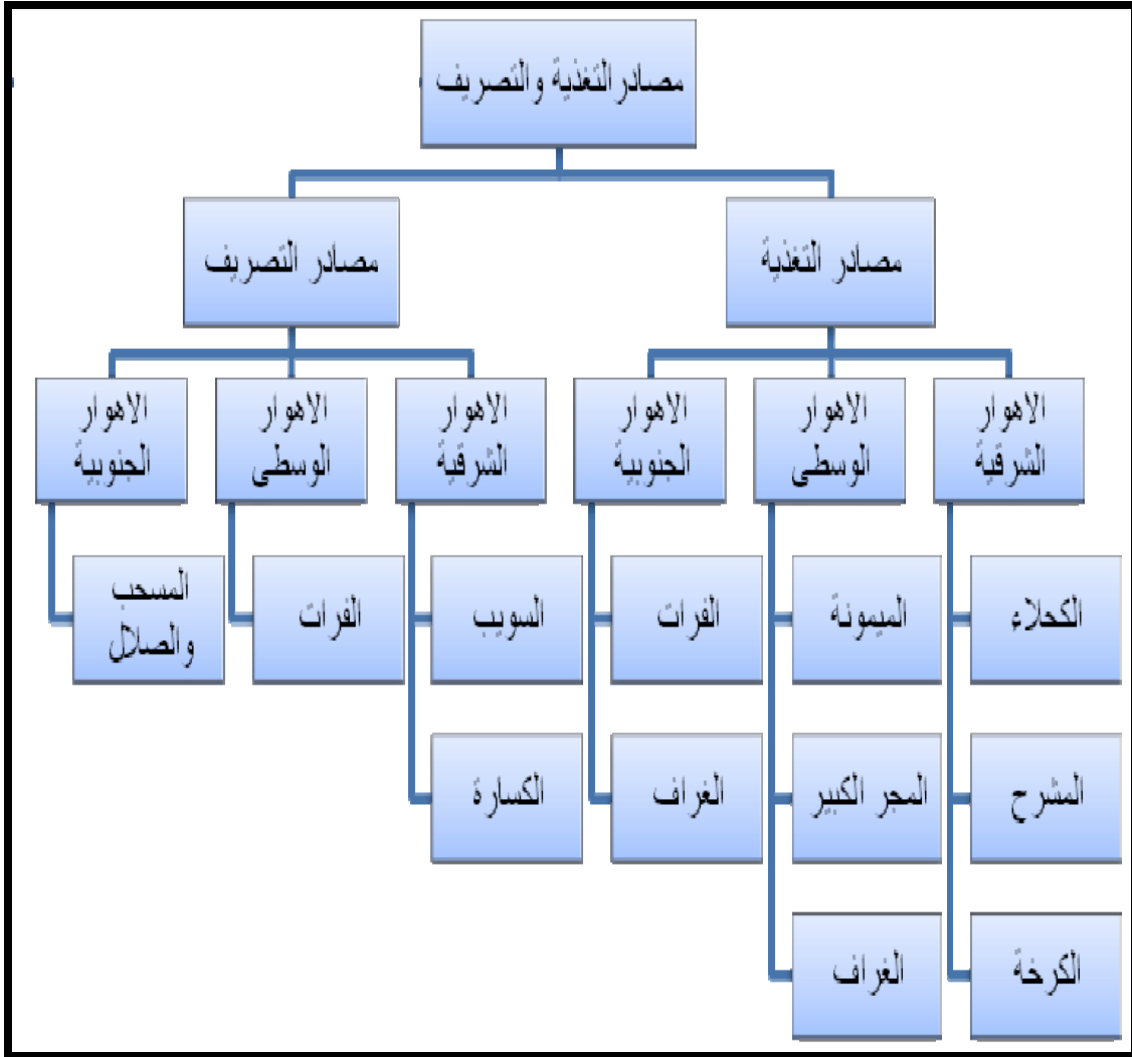 مصادر التغذية والتصريف
مصادر التغذية
مصادر التصريف
الاهوار
الشرقية
الاهوار
الوسطى
الاهوار
الجنوبية
الاهوار
الشرقية
الاهوار
الوسطى
الاهوار
الجنوبية
الكحلاء
الميمونة
الفرات
السويب
الفرات
المسحب
والصلال
المشرح
المجر الكبير
الغراف
الكسارة
الكرخة
الغراف